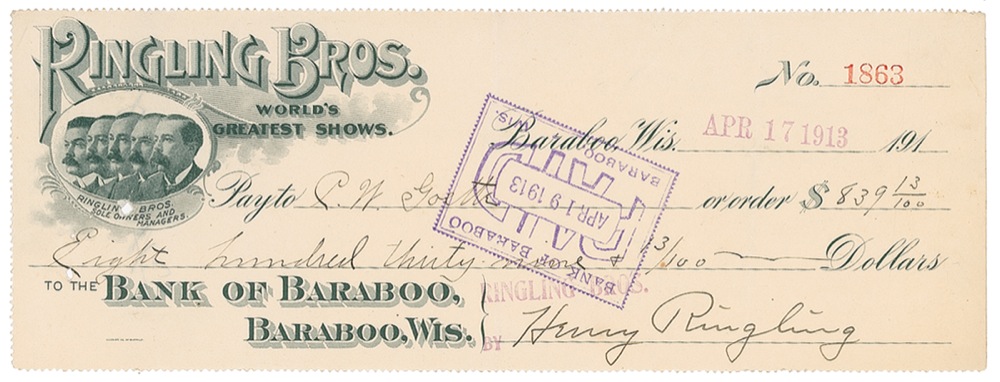 RINGLING BROS.
WORLD'S
GREATEST SHOWS.
RINGLING BROS.
SOLE OWNERS AND
MANAGERS.
No. 1863
Baraboo, Wis. APR 17 1913 191
Pay to C. W. or order $ 839 13/100
Eight hundred thirty nine & 13/100 Dollars
TO THE BANK OF BARABOO,
BARABOO, WIS.
RINGLING BROS.
BY Henry Ringling
BANK OF BARABOO
PAID
APR 19 1913
BARABOO, WIS.